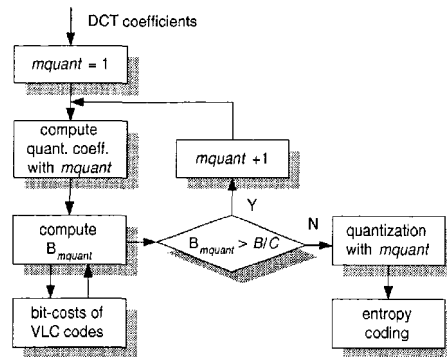 DCT coefficients
mquant = 1
compute
quant. coeff.
with mquant
mquant +1
Y
N
compute
Bmquant
Bmquant > B/C
quantization
with mquant
bit-costs of
VLC codes
entropy
coding